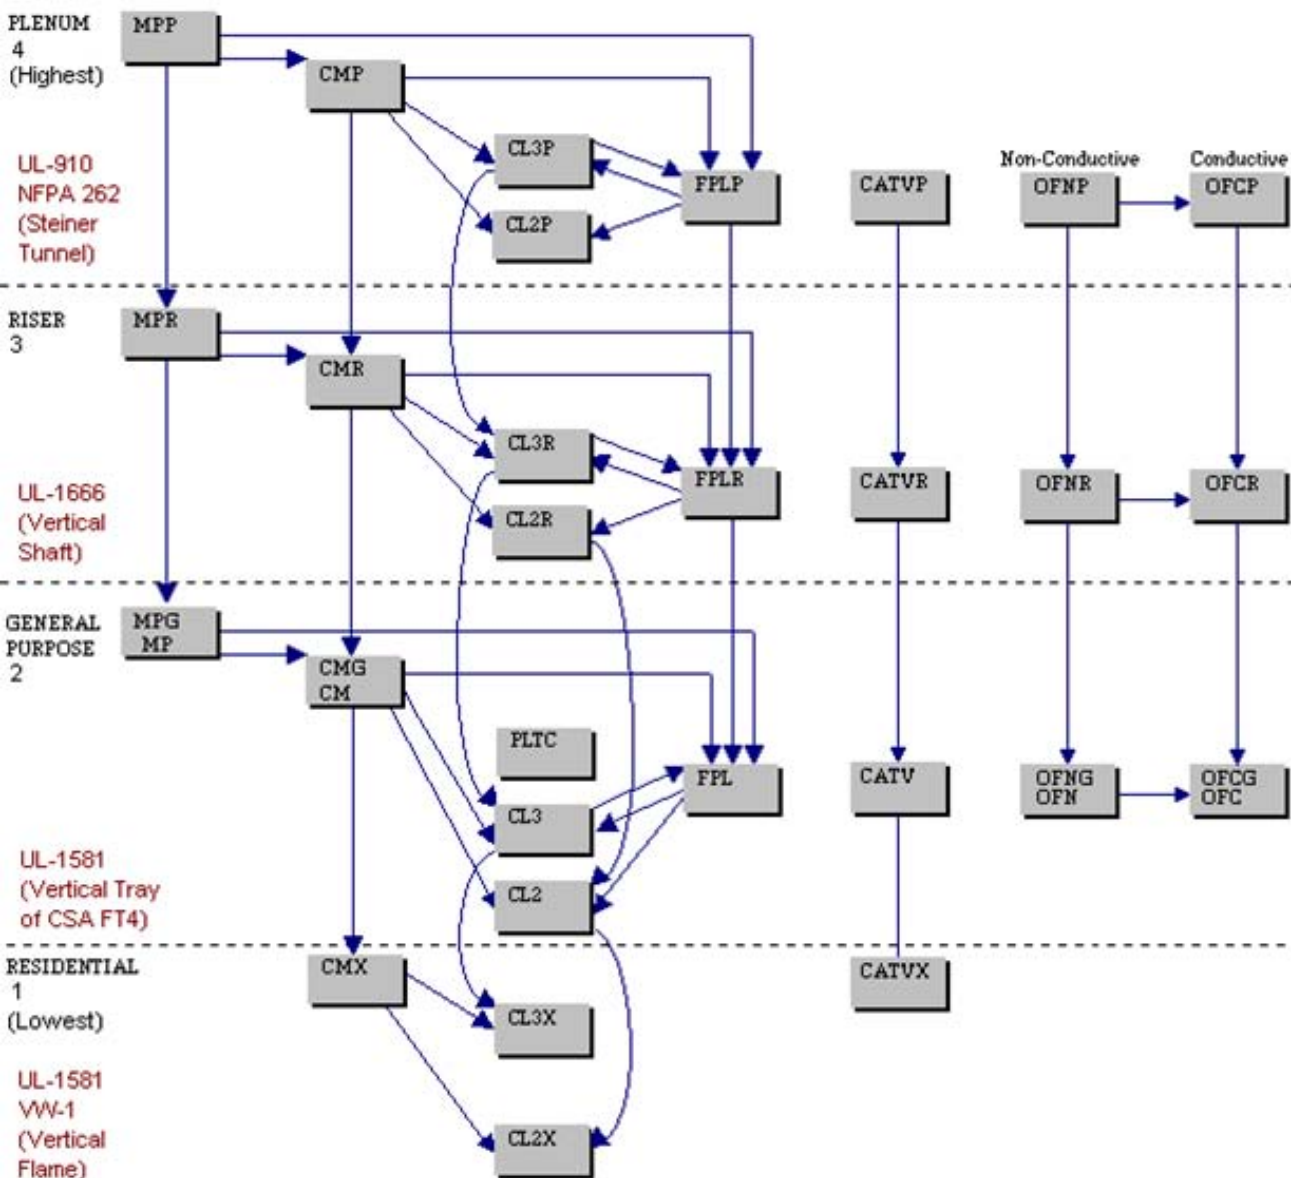 PLENUM
4
(Highest)
UL-910
NFPA 262
(Steiner
Tunnel)
MPP
CMP
CL3P
CL2P
FPLP
CATVP
Non-Conductive
OFNP
Conductive
OFCP
RISER
3
UL-1666
(Vertical
Shaft)
MPR
CMR
CL3R
CL2R
FPLR
CATVR
OFNR
OFCR
GENERAL
PURPOSE
2
UL-1581
(Vertical Tray
of CSA FT4)
MPG
MP
CMG
CM
PLTC
CL3
CL2
FPL
CATV
OFNG
OFN
OFCG
OFC
RESIDENTIAL
1
(Lowest)
UL-1581
VW-1
(Vertical
Flame)
CMX
CL3X
CL2X
CATVX